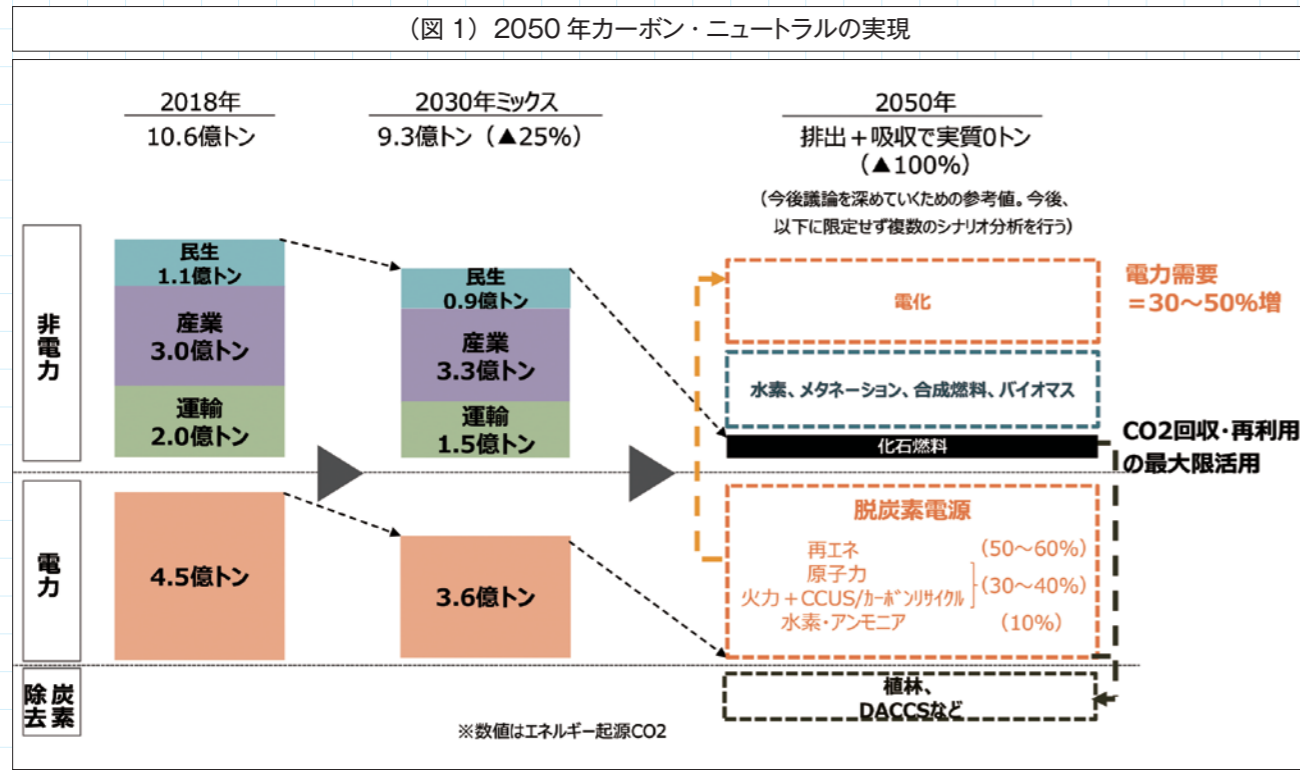 （図 1）2050 年カーボン・ニュートラルの実現
2018年
10.6億トン
2030年ミックス
9.3億トン（▲25%）
2050年
排出＋吸収で実質0トン
（▲100%）
（今後議論を深めていくための参考値。今後、
以下に限定せず複数のシナリオ分析を行う）
非電力
民生
1.1億トン
産業
3.0億トン
運輸
2.0億トン
民生
0.9億トン
産業
3.3億トン
運輸
1.5億トン
電化
電力需要
＝30～50%増
水素、メタネーション、合成燃料、バイオマス
化石燃料
CO2回収・再利用
の最大限活用
電力
4.5億トン
3.6億トン
脱炭素電源
再エネ （50～60%）
原子力
火力＋CCUS/ｶｰﾎﾞﾝﾘｻｲｸﾙ （30～40%）
水素・アンモニア （10%）
炭素除去
植林、
DACCSなど
※数値はエネルギー起源CO2